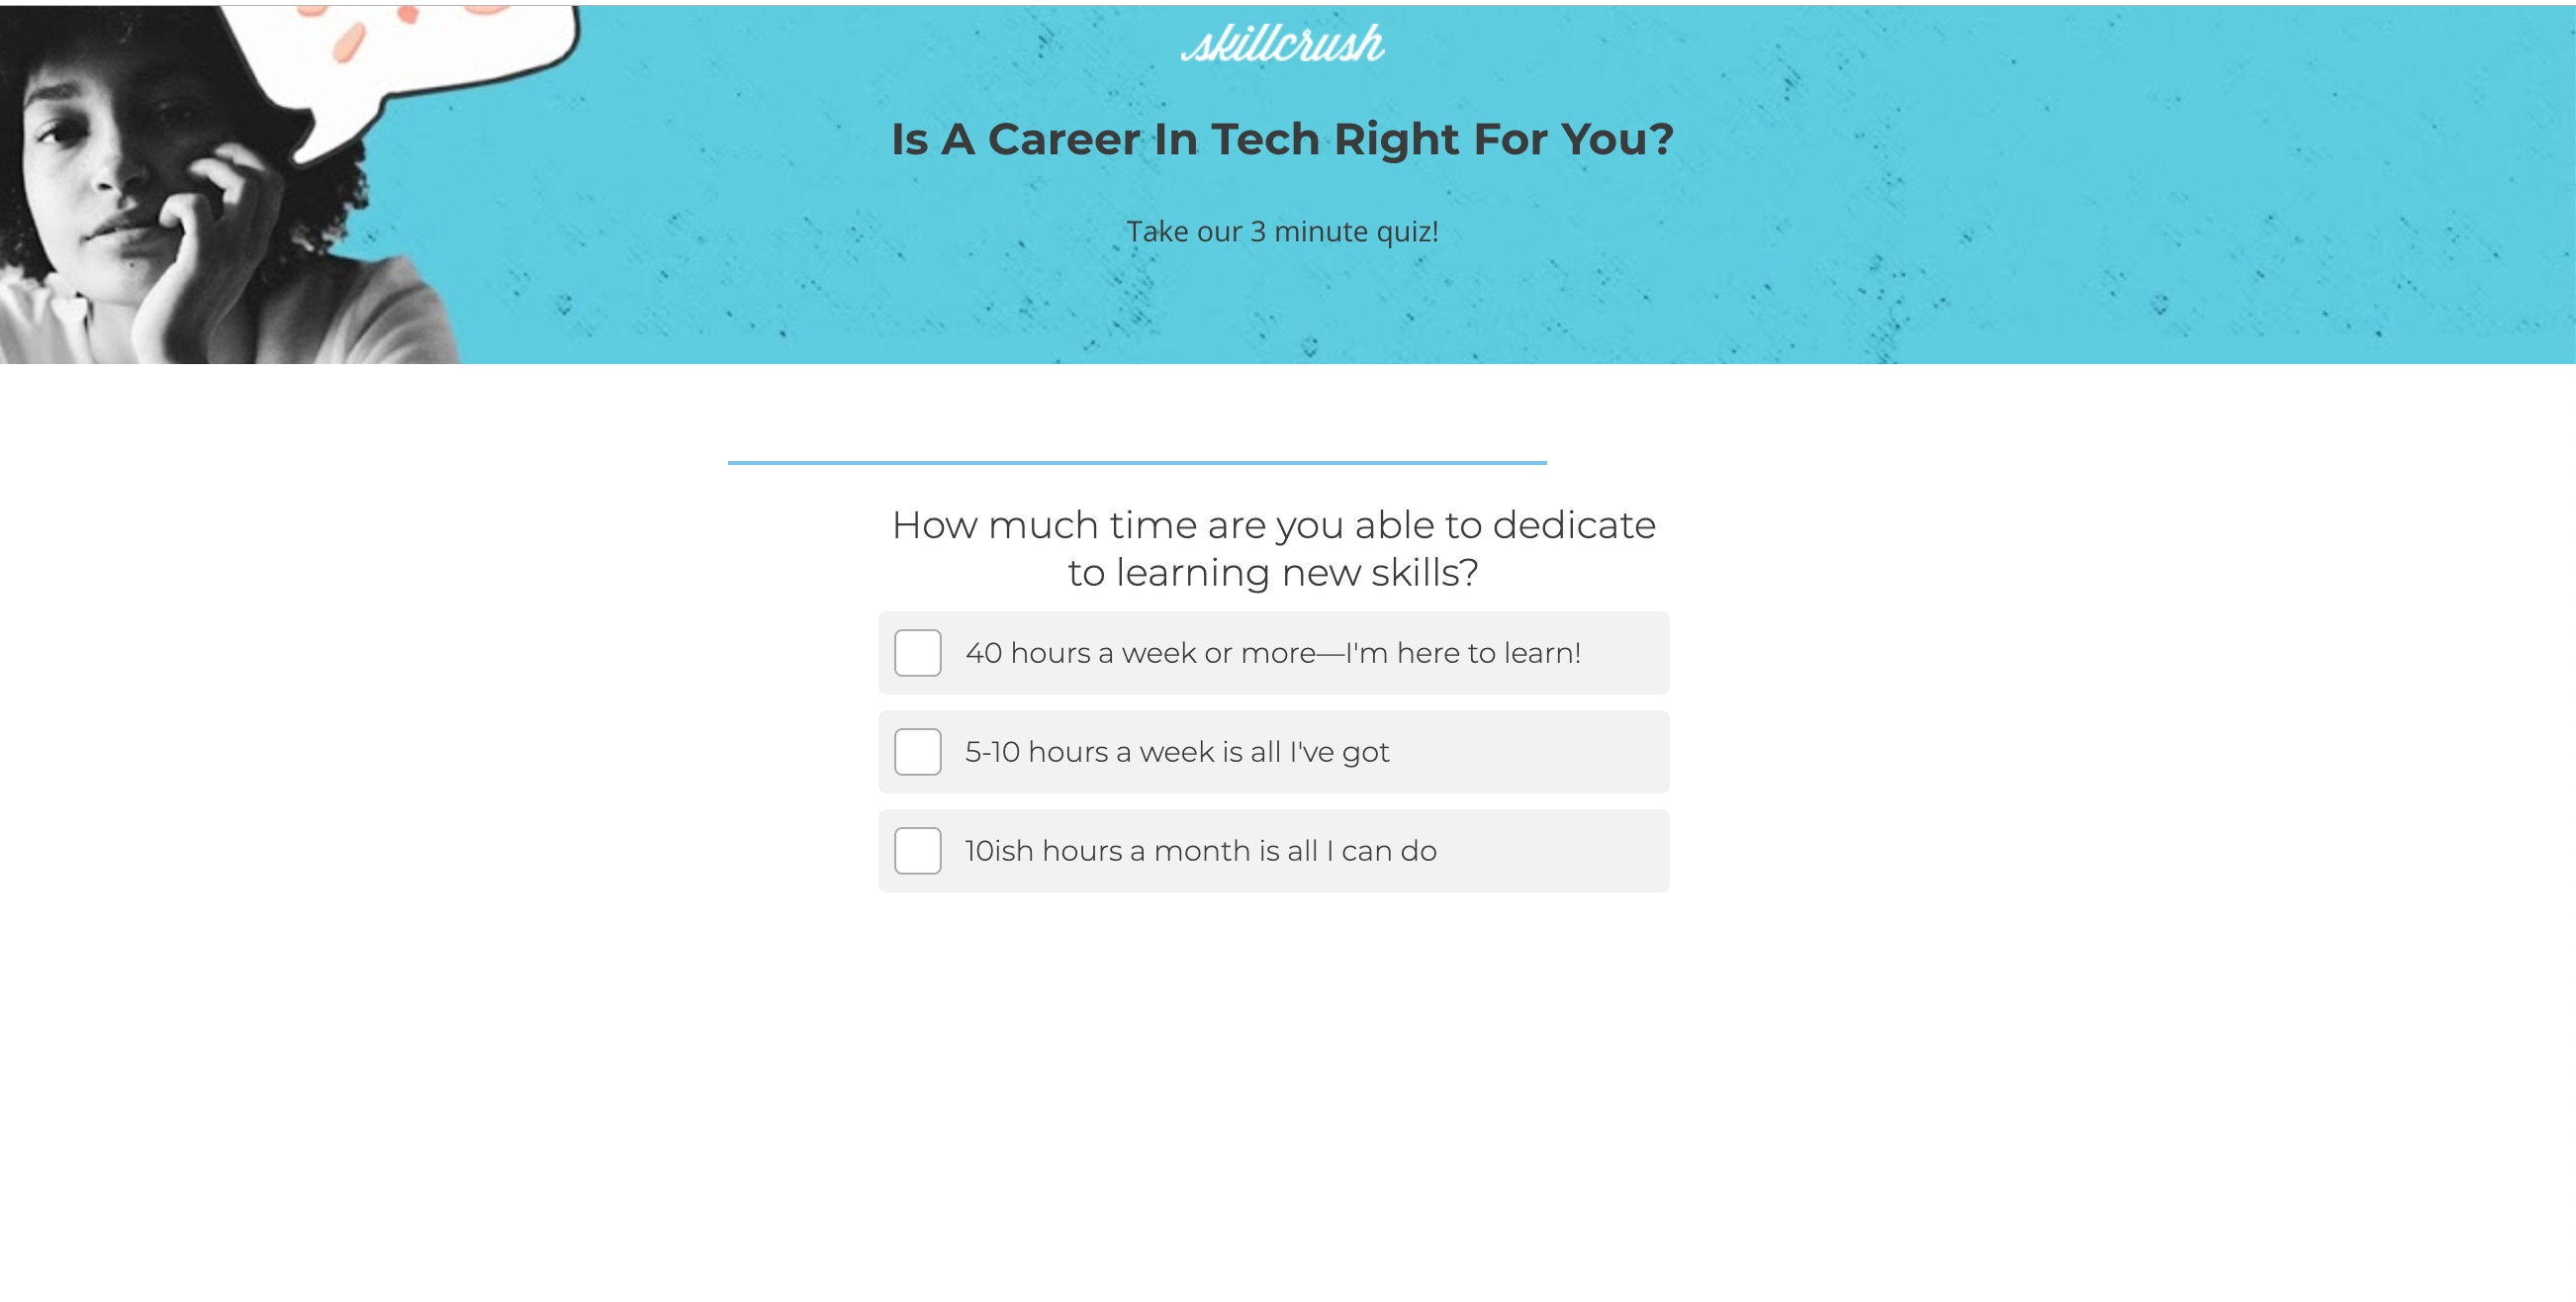 skillcrush
Is A Career In Tech Right For You?
Take our 3 minute quiz!
How much time are you able to dedicate
to learning new skills?
40 hours a week or more—I'm here to learn!
5-10 hours a week is all I've got
10ish hours a month is all I can do